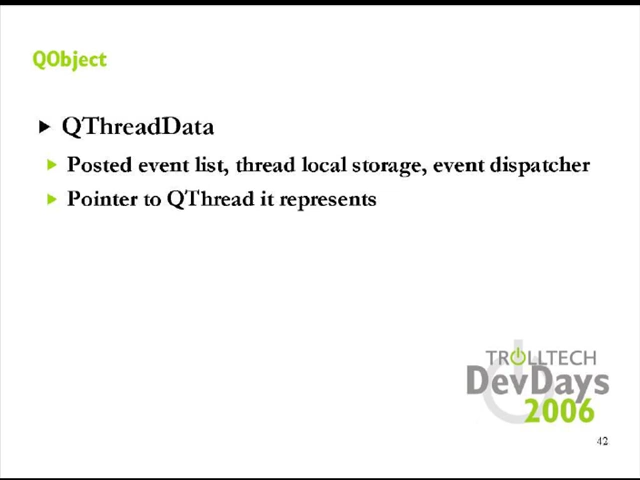 QObject
QThreadData
Posted event list, thread local storage, event dispatcher
Pointer to QThread it represents
TROLLTECH
DevDays
2006
42